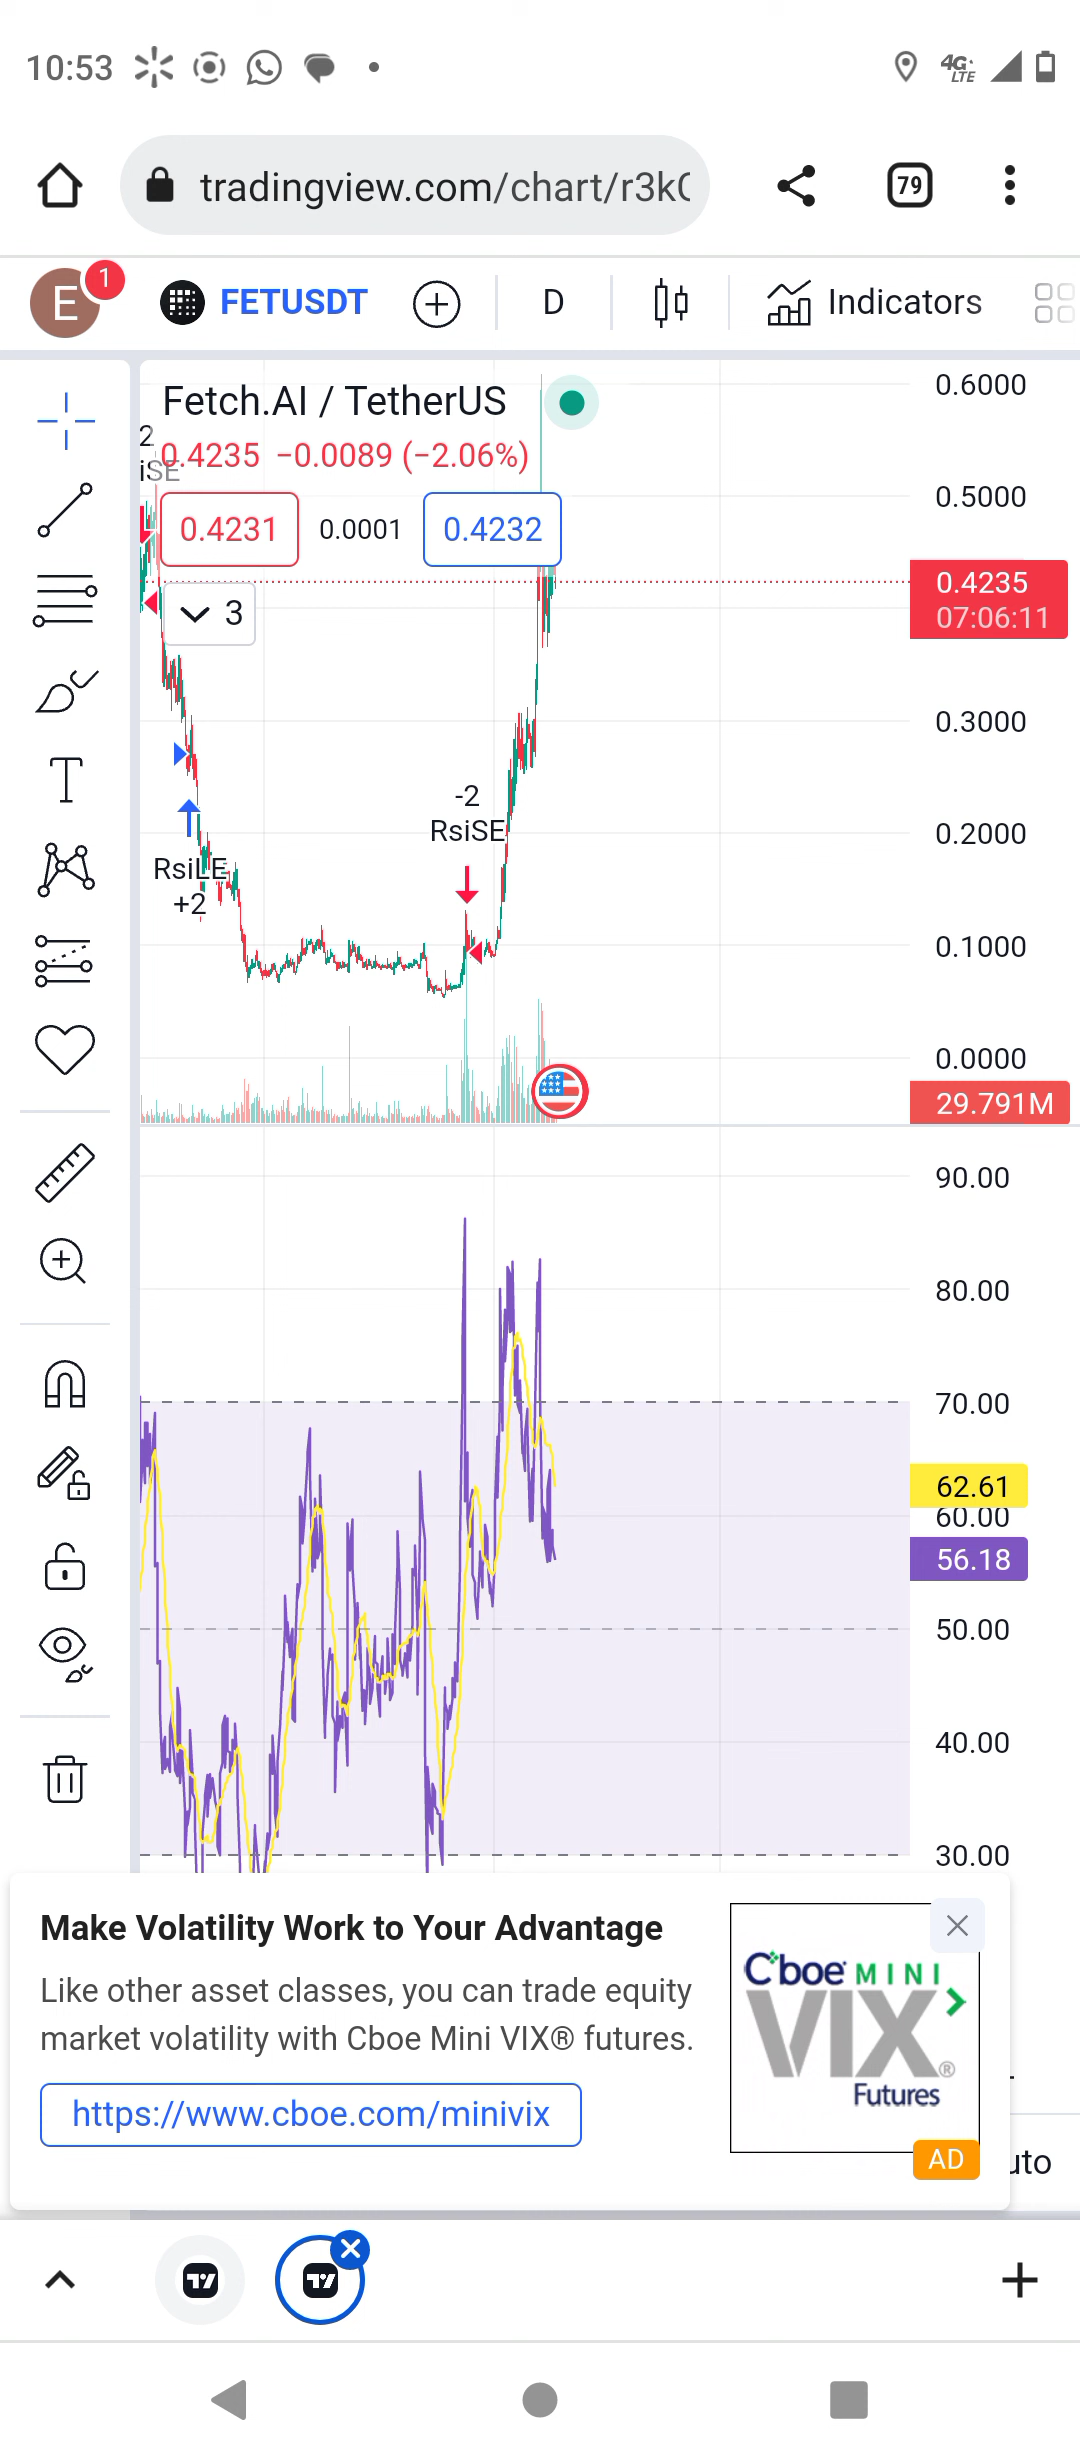 10:53
4G LTE
tradingview.com/chart/r3k
79
E
1
FETUSDT
D
Indicators
Fetch.AI / TetherUS
0.6000
2
iSE
0.4235 −0.0089 (−2.06%)
0.5000
0.4231
0.0001
0.4232
0.4235
07:06:11
3
0.3000
-2
RsiSE
0.2000
RsiLE
+2
0.1000
0.0000
29.791M
90.00
80.00
70.00
62.61
60.00
56.18
50.00
40.00
30.00
Make Volatility Work to Your Advantage
Like other asset classes, you can trade equity
market volatility with Cboe Mini VIX® futures.
https://www.cboe.com/minivix
Cboe MINI
VIX®
Futures
AD
uto